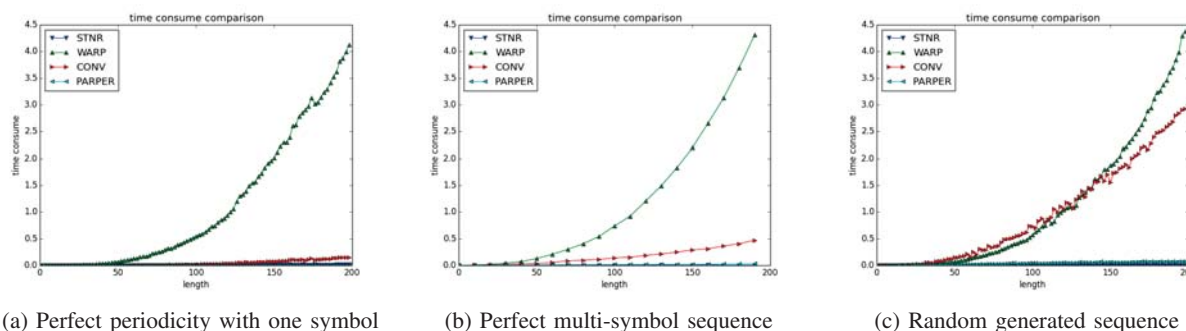 time consume comparison
4.5
4.0
3.5
3.0
2.5
2.0
1.5
1.0
0.5
0.0
time consume
STNR
WARP
CONV
PARPER
0 50 100 150 200
length
(a) Perfect periodicity with one symbol
time consume comparison
4.5
4.0
3.5
3.0
2.5
2.0
1.5
1.0
0.5
0.0
time consume
STNR
WARP
CONV
PARPER
0 50 100 150 200
length
(b) Perfect multi-symbol sequence
time consume comparison
4.5
4.0
3.5
3.0
2.5
2.0
1.5
1.0
0.5
0.0
time consume
STNR
WARP
CONV
PARPER
0 50 100 150 200
length
(c) Random generated sequence